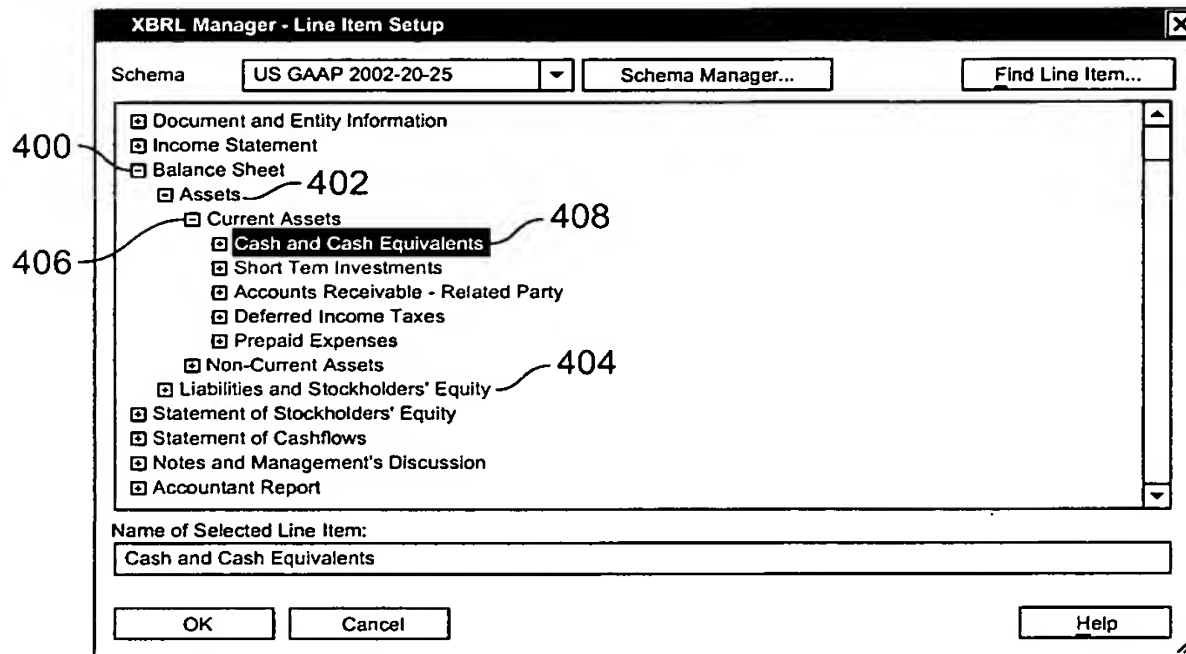 XBRL Manager - Line Item Setup
Schema US GAAP 2002-20-25 Schema Manager... Find Line Item...
Document and Entity Information
400
Income Statement
Balance Sheet
Assets 402
Current Assets 408
406
Cash and Cash Equivalents
Short Tem Investments
Accounts Receivable - Related Party
Deferred Income Taxes
Prepaid Expenses
Non-Current Assets 404
Liabilities and Stockholders' Equity
Statement of Stockholders' Equity
Statement of Cashflows
Notes and Management's Discussion
Accountant Report
Name of Selected Line Item:
Cash and Cash Equivalents
OK Cancel Help